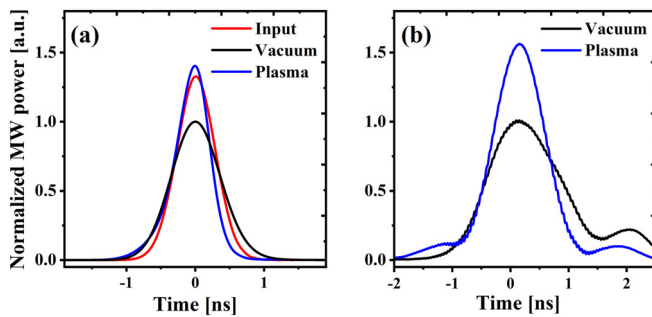 (a)
Input
Vacuum
Plasma
Normalized MW power [a.u.]
1.5
1.0
0.5
0.0
-1 0 1
Time [ns]
(b)
Vacuum
Plasma
1.5
1.0
0.5
0.0
-2 -1 0 1 2
Time [ns]